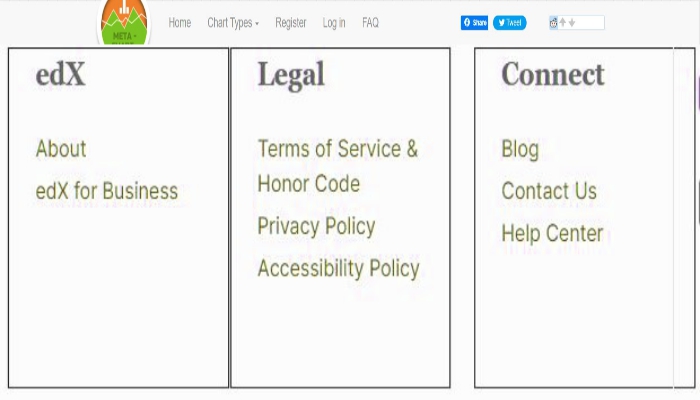 META -
Home Chart Types Register Log in FAQ Share Tweet
edX
About
edX for Business
Legal
Terms of Service &
Honor Code
Privacy Policy
Accessibility Policy
Connect
Blog
Contact Us
Help Center